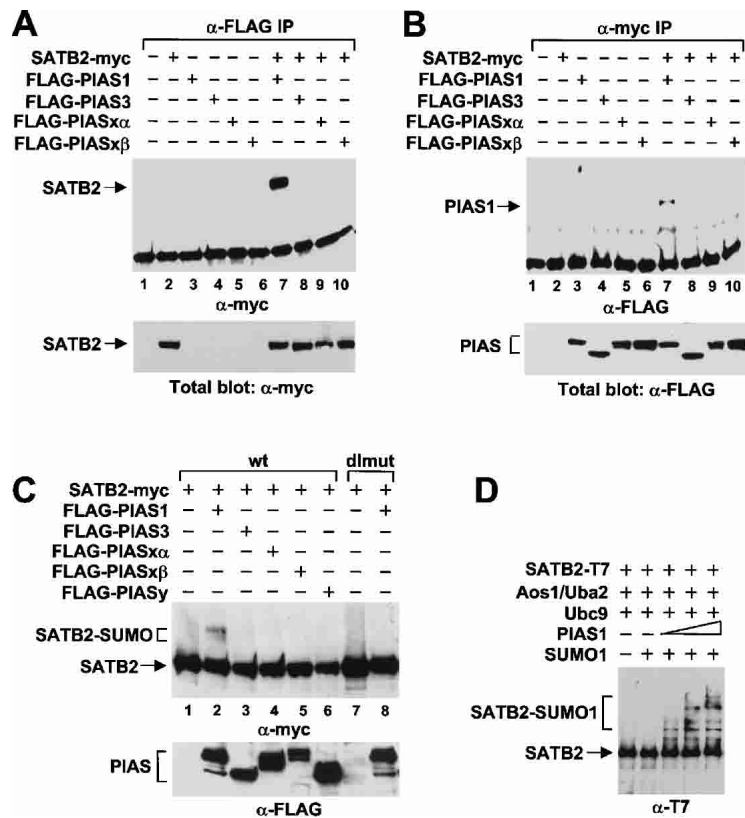 A
α-FLAG IP
SATB2-myc – + – – – – + + + +
FLAG-PIAS1 – – + – – – + – – –
FLAG-PIAS3 – – – + – – – + – –
FLAG-PIASxα – – – – + – – – + –
FLAG-PIASxβ – – – – – + – – – +
SATB2
1 2 3 4 5 6 7 8 9 10
α-myc
SATB2
Total blot: α-myc
B
α-myc IP
SATB2-myc – + – – – – + + + +
FLAG-PIAS1 – – + – – – + – – –
FLAG-PIAS3 – – – + – – – + – –
FLAG-PIASxα – – – – + – – – + –
FLAG-PIASxβ – – – – – + – – – +
PIAS1
1 2 3 4 5 6 7 8 9 10
α-FLAG
PIAS
Total blot: α-FLAG
C
wt dlmut
SATB2-myc + + + + + + + +
FLAG-PIAS1 – + – – – – – +
FLAG-PIAS3 – – + – – – – –
FLAG-PIASxα – – – + – – – –
FLAG-PIASxβ – – – – + – – –
FLAG-PIASy – – – – – + – –
SATB2-SUMO
SATB2
1 2 3 4 5 6 7 8
α-myc
PIAS
α-FLAG
D
SATB2-T7 + + + + +
Aos1/Uba2 + + + + +
Ubc9 + + + + +
PIAS1 – –
SUMO1 – + + + +
SATB2-SUMO1
SATB2
α-T7